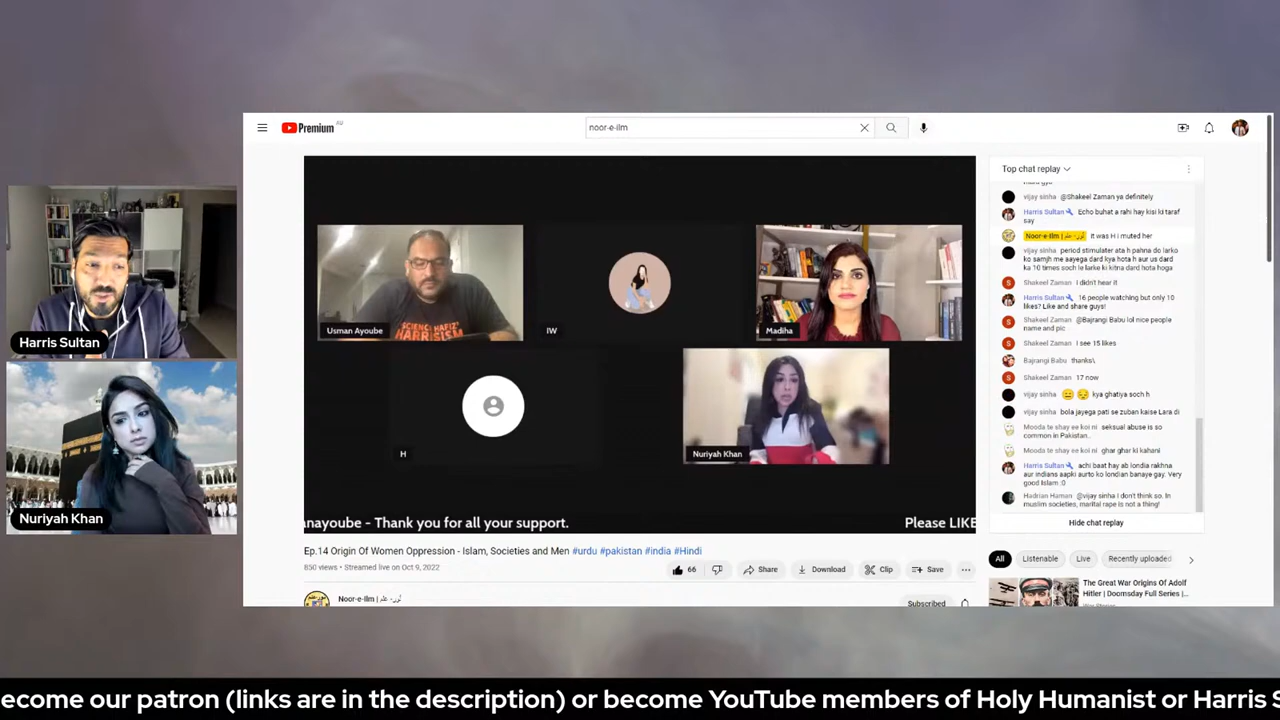 Harris Sultan
Nuriyah Khan
Premium AU
noor-e-ilm
Usman Ayoube
IW
Madiha
H
Nuriyah Khan
anayoube - Thank you for all your support.
Please LIKE
Ep.14 Origin Of Women Oppression - Islam, Societies and Men #urdu #pakistan #india #Hindi
850 views • Streamed live on Oct 9, 2022
66
Share
Download
Clip
Save
Noor-e-Ilm | نُورِ- عِلم
Subscribed
Top chat replay
vijay sinha @Shakeel Zaman ya definitely
Harris Sultan Echo buhat a rahi hay kisi ki taraf
say
Noor-e-Ilm | نُورِ- عِلم it was H i muted her
vijay sinha period stimulater ata h pahna do larko
ko samjh me aayega dard kya hota h aur us dard
ka 10 times soch le larke ki kitna dard hota hoga
Shakeel Zaman I didn't hear it
Harris Sultan 16 people watching but only 10
likes? Like and share guys!
Shakeel Zaman @Bajrangi Babu lol nice people
name and pic
Shakeel Zaman I see 15 likes
Bajrangi Babu thanks\
Shakeel Zaman 17 now
vijay sinha 😑 😔 kya ghatiya soch h
vijay sinha bola jayega pati se zuban kaise Lara di
Mooda te shay ee koi ni seksual abuse is so
common in Pakistan..
Mooda te shay ee koi ni ghar ghar ki kahani
Harris Sultan achi baat hay ab londia rakhna
aur Indians aapki aurto ko londian banaye gay. Very
good Islam :0
Hadrian Haman @vijay sinha I don't think so. In
muslim societies, marital rape is not a thing!
Hide chat replay
All
Listenable
Live
Recently uploaded
The Great War Origins Of Adolf
Hitler | Doomsday Full Series |...
ecome our patron (links are in the description) or become YouTube members of Holy Humanist or Harris S